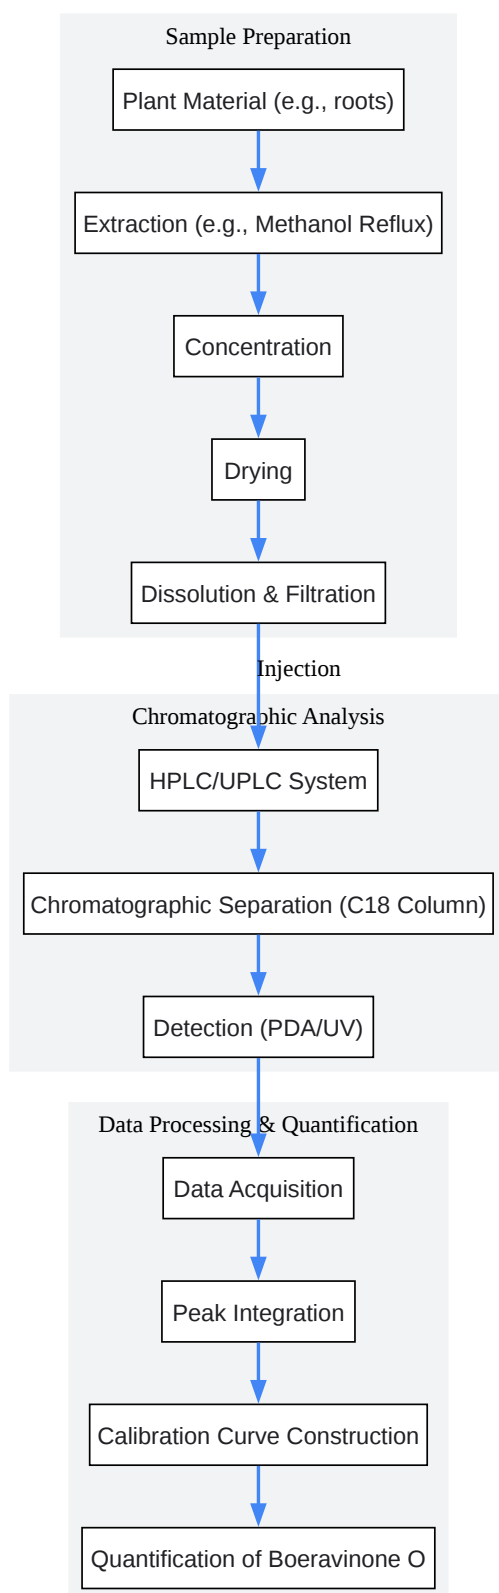 Sample Preparation
Plant Material (e.g., roots)
Extraction (e.g., Methanol Reflux)
Concentration
Drying
Dissolution & Filtration
Injection
Chromatographic Analysis
HPLC/UPLC System
Chromatographic Separation (C18 Column)
Detection (PDA/UV)
Data Processing & Quantification
Data Acquisition
Peak Integration
Calibration Curve Construction
Quantification of Boeravinone O